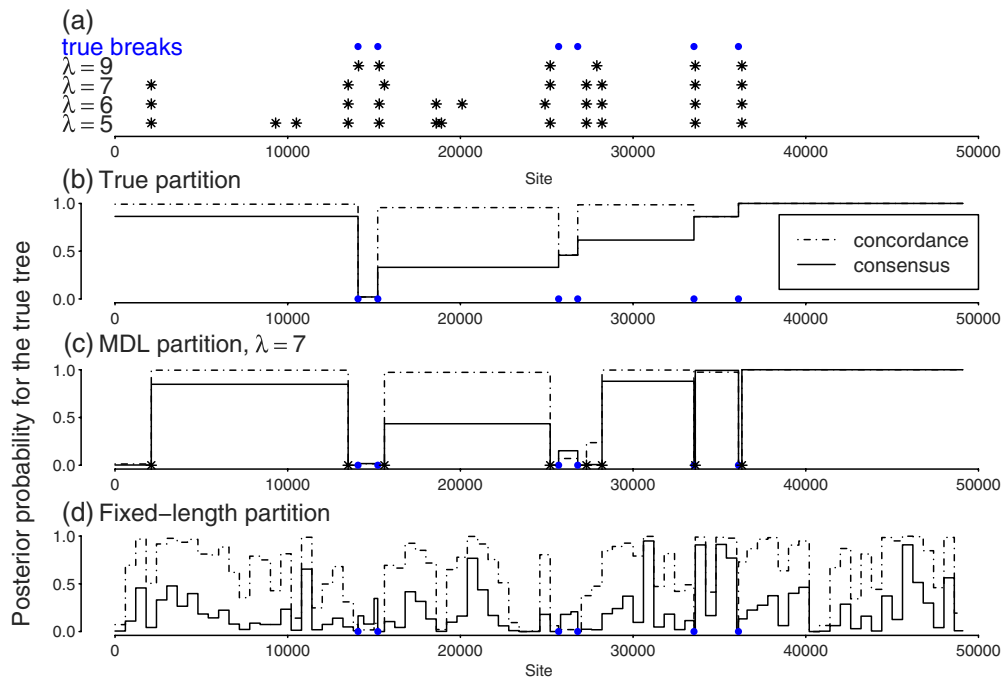 (a)
true breaks
λ = 9
λ = 7
λ = 6
λ = 5
0 10000 20000 30000 40000 50000
Site
(b) True partition
1.0
0.5
0.0
concordance
consensus
0 10000 20000 30000 40000 50000
(c) MDL partition, λ = 7
1.0
0.5
0.0
0 10000 20000 30000 40000 50000
(d) Fixed−length partition
1.0
0.5
0.0
0 10000 20000 30000 40000 50000
Site
Posterior probability for the true tree